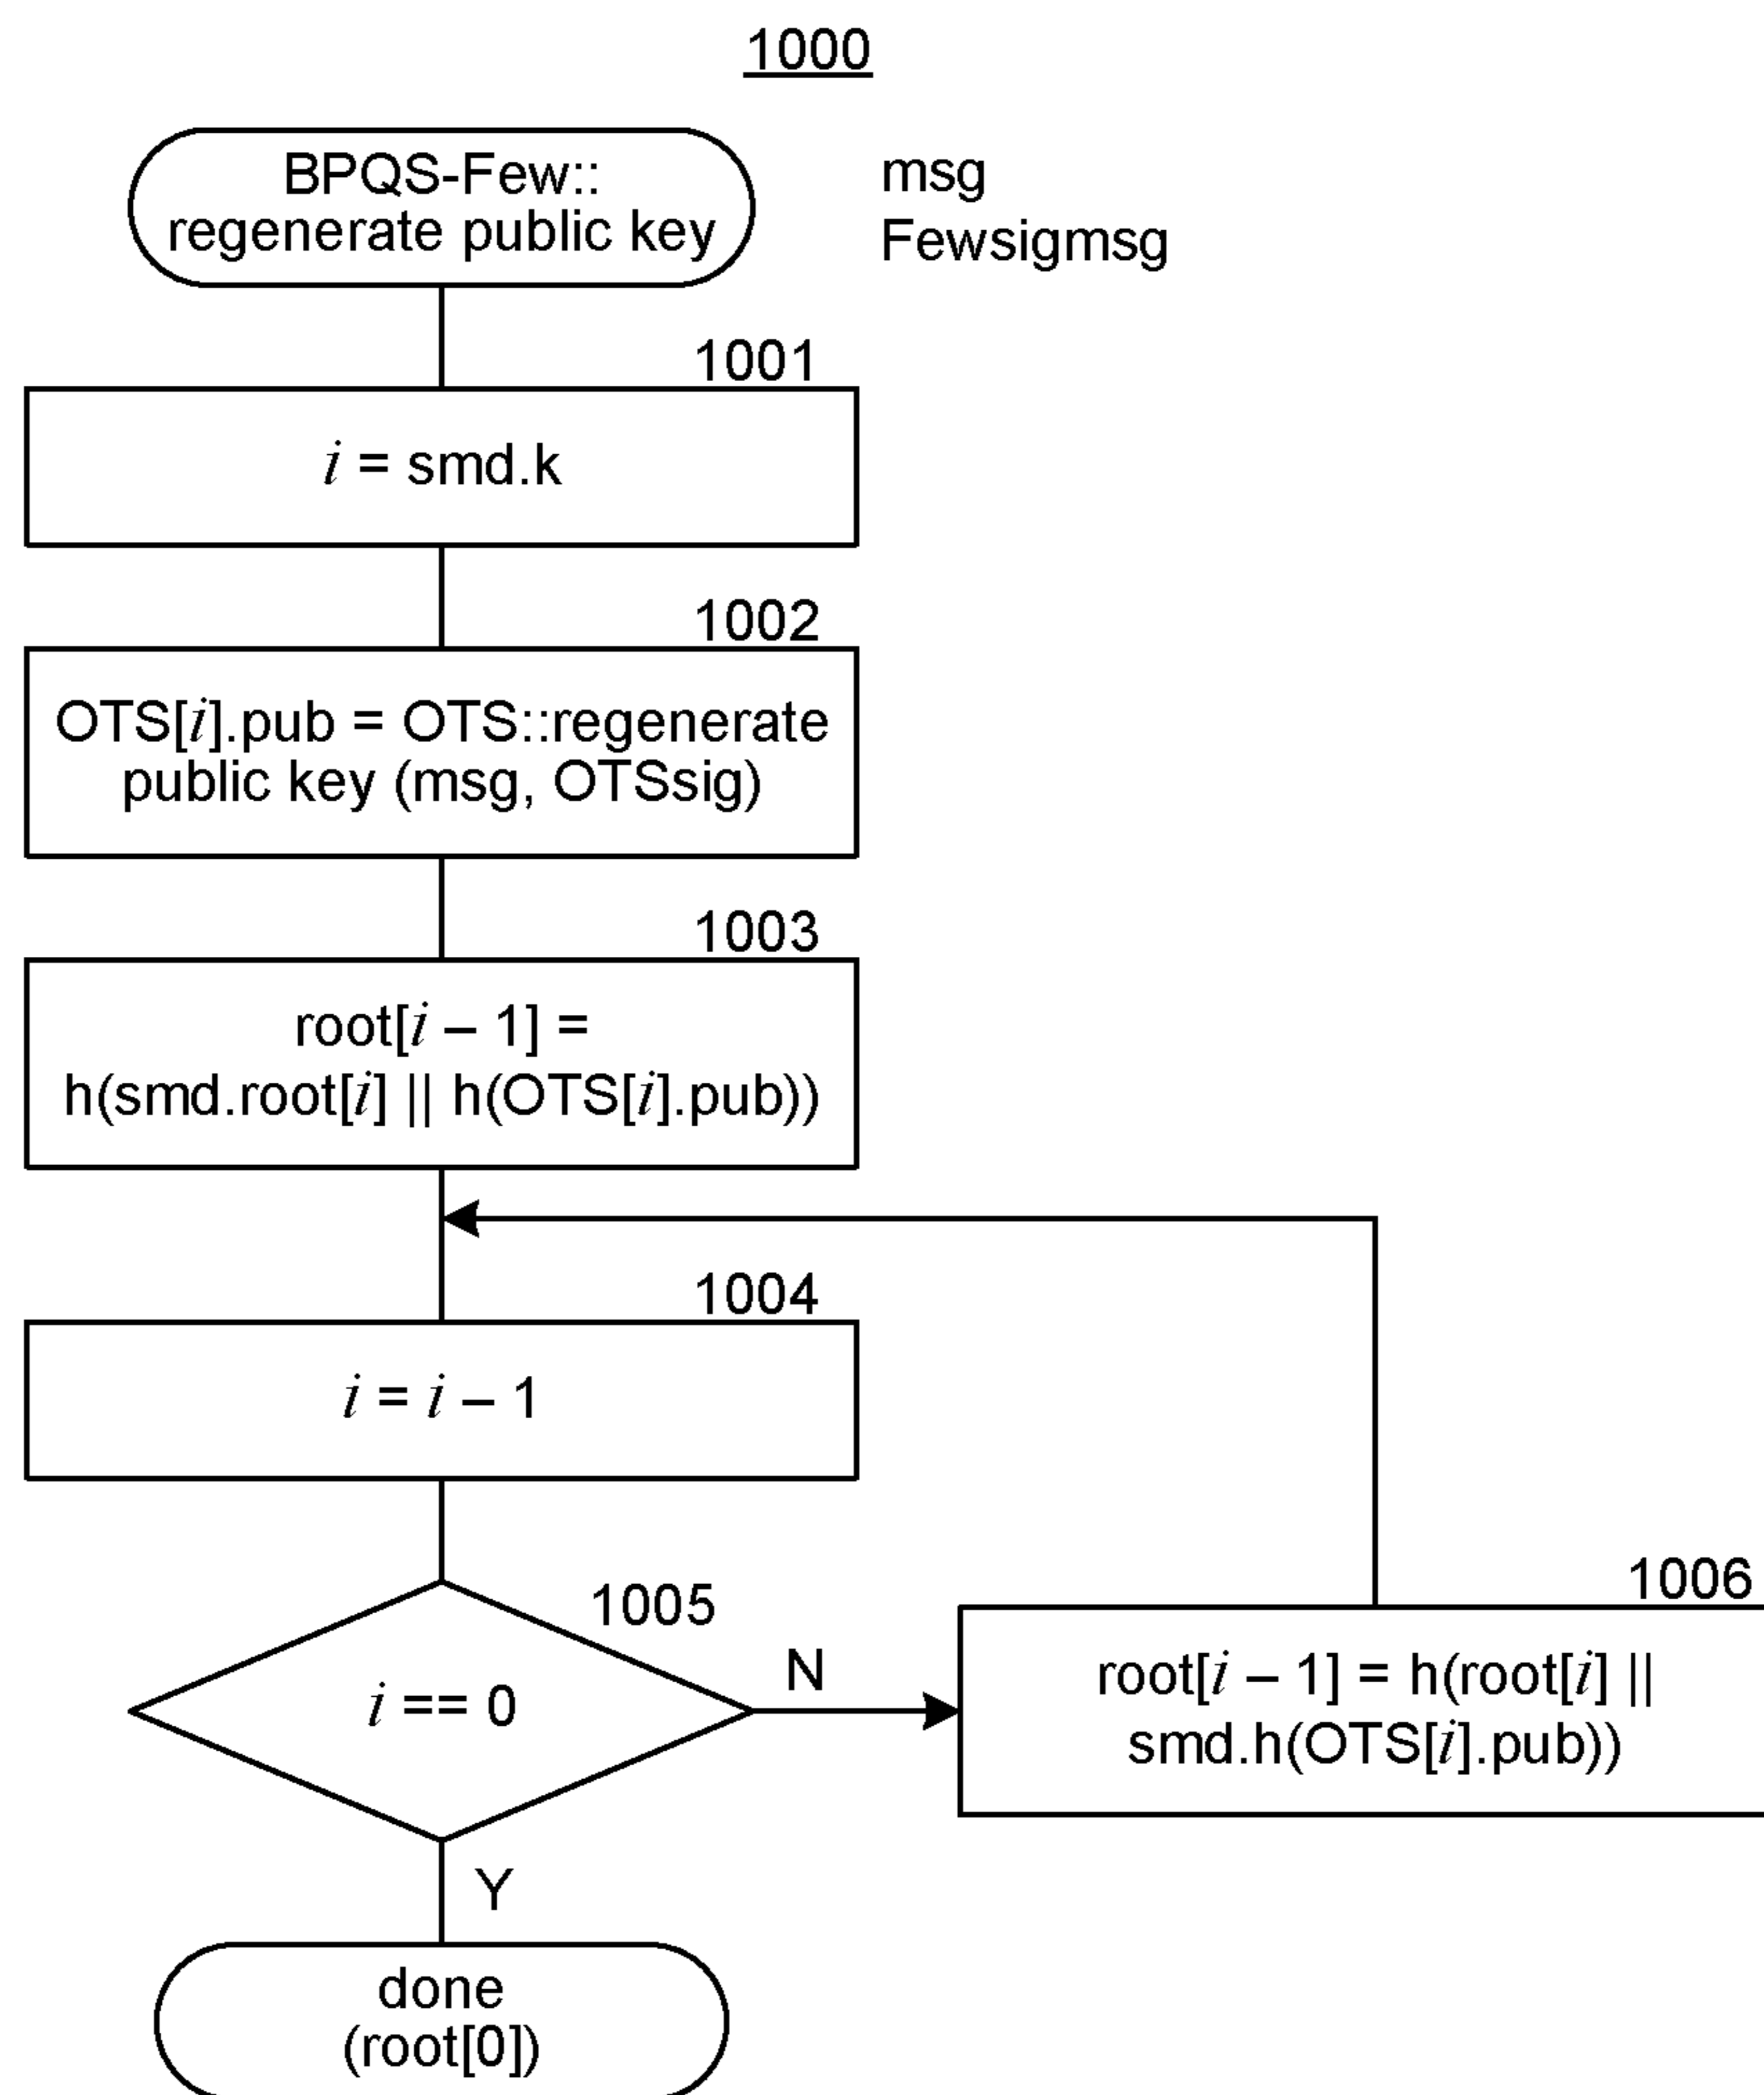 1000
BPQS-Few::
regenerate public key
msg
Fewsigmsg
1001
i = smd.k
1002
OTS[i].pub = OTS::regenerate
public key (msg, OTSsig)
1003
root[i – 1] =
h(smd.root[i] || h(OTS[i].pub))
1004
i = i – 1
1005
i == 0
N
1006
root[i – 1] = h(root[i] ||
smd.h(OTS[i].pub))
Y
done
(root[0])